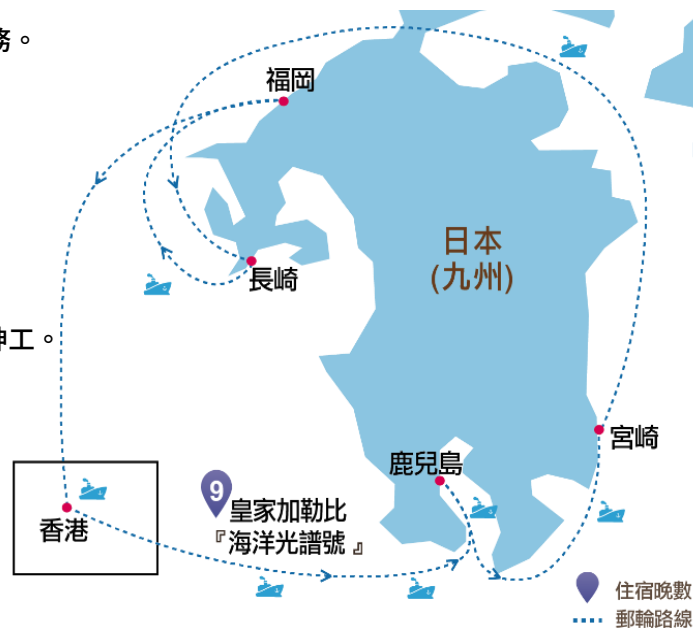 務。
福岡
日本
(九州)
長崎
工。
宮崎
鹿兒島
9
皇家加勒比
『海洋光譜號 』
香港
住宿晚數
郵輪路線